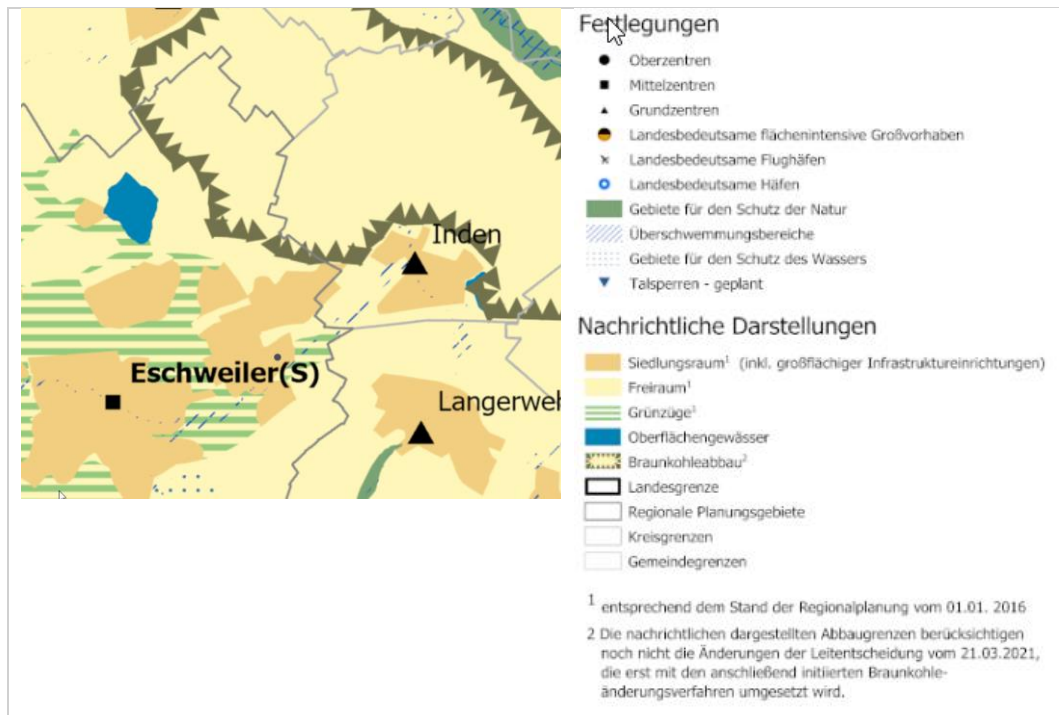 Inden
Eschweiler(S)
Festlegungen
Oberzentren
Mittelzentren
Grundzentren
Landesbedeutsame flächenintensive Großvorhaben
Landesbedeutsame Flughäfen
Landesbedeutsame Häfen
Gebiete für den Schutz der Natur
Überschwemmungsbereiche
Gebiete für den Schutz des Wassers
Talsperren - geplant
Nachrichtliche Darstellungen
Siedlungsraum¹ (inkl. großflächiger Infrastruktureinrichtungen)
Freiraum¹
Grünzüge¹
Oberflächengewässer
Braunkohleabbau²
Landesgrenze
Regionale Planungsgebiete
Kreisgrenzen
Gemeindegrenzen
1 entsprechend dem Stand der Regionalplanung vom 01.01. 2016
2 Die nachrichtlichen dargestellten Abbaugrenzen berücksichtigen
noch nicht die Änderungen der Leitentscheidung vom 21.03.2021,
die erst mit den anschließend initiierten Braunkohle-
änderungsverfahren umgesetzt wird.